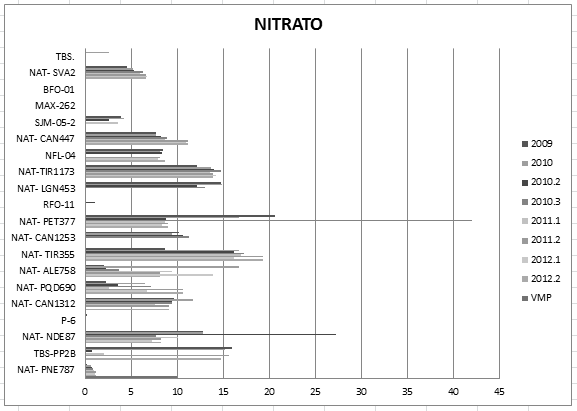 NITRATO
TBS.
NAT- SVA2
BFO-01
MAX-262
SJM-05-2
NAT- CAN447
NFL-04
NAT-TIR1173
NAT- LGN453
RFO-11
NAT- PET377
NAT- CAN1253
NAT- TIR355
NAT- ALE758
NAT- PQD690
NAT- CAN1312
P-6
NAT- NDE87
TBS-PP2B
NAT- PNE787
0 5 10 15 20 25 30 35 40 45
2009
2010
2010.2
2010.3
2011.1
2011.2
2012.1
2012.2
VMP